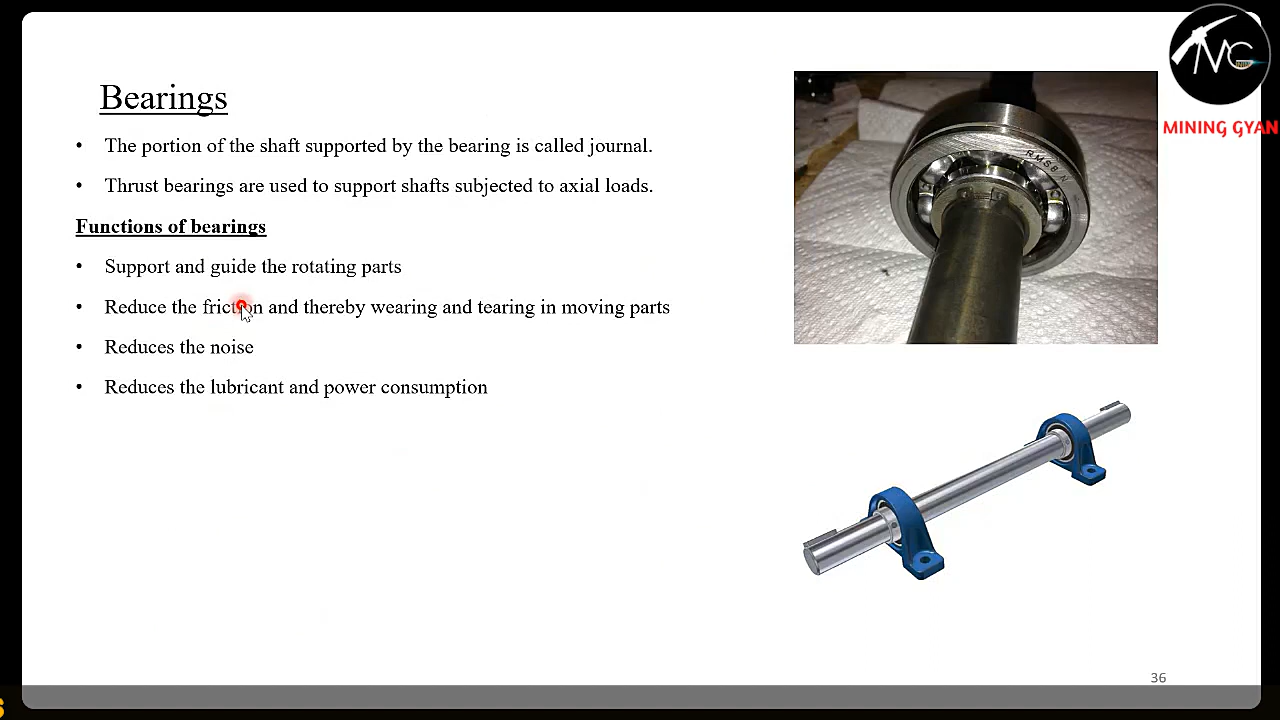 Bearings
• The portion of the shaft supported by the bearing is called journal.
• Thrust bearings are used to support shafts subjected to axial loads.
Functions of bearings
• Support and guide the rotating parts
• Reduce the friction and thereby wearing and tearing in moving parts
• Reduces the noise
• Reduces the lubricant and power consumption
MG
MINING GYAN
36